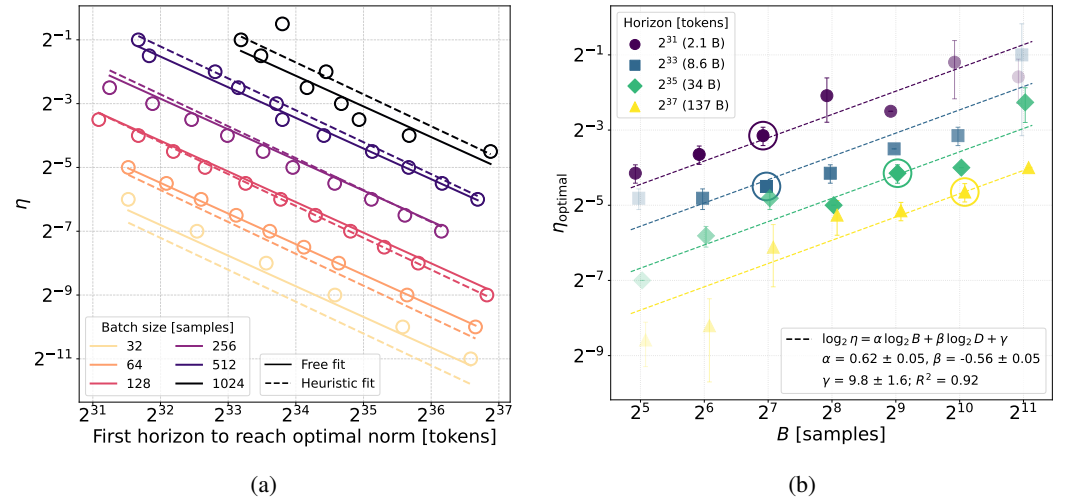 η
2^{-1}
2^{-3}
2^{-5}
2^{-7}
2^{-9}
2^{-11}
Batch size [samples]
32
64
128
256
512
1024
Free fit
Heuristic fit
2^{31} 2^{32} 2^{33} 2^{34} 2^{35} 2^{36} 2^{37}
First horizon to reach optimal norm [tokens]
(a)
η_{optimal}
2^{-1}
2^{-3}
2^{-5}
2^{-7}
2^{-9}
Horizon [tokens]
2^{31} (2.1 B)
2^{33} (8.6 B)
2^{35} (34 B)
2^{37} (137 B)
log_2 η = α log_2 B + β log_2 D + γ
α = 0.62 ± 0.05, β = -0.56 ± 0.05
γ = 9.8 ± 1.6; R^2 = 0.92
2^5 2^6 2^7 2^8 2^9 2^{10} 2^{11}
B [samples]
(b)